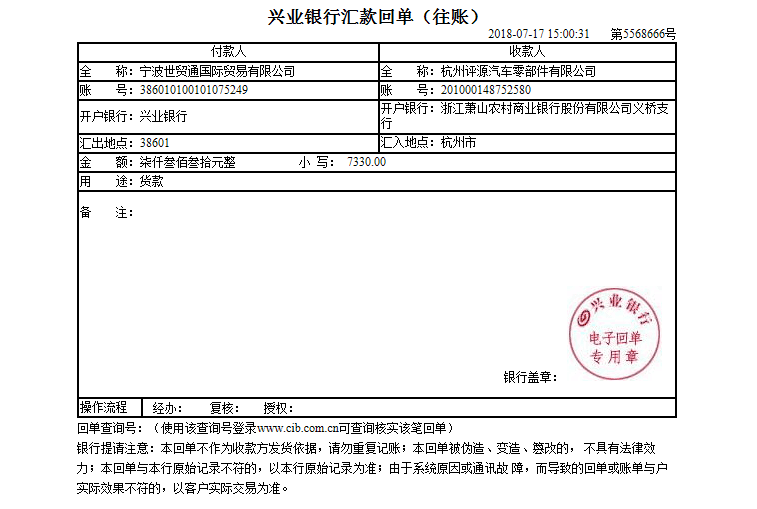 兴业银行汇款回单（往账）
2018-07-17 15:00:31 第5568666号
付款人 收款人
全 称：宁波世贸通国际贸易有限公司 全 称：杭州评源汽车零部件有限公司
账 号：386010100101075249 账 号：201000148752580
开户银行：兴业银行 开户银行：浙江萧山农村商业银行股份有限公司义桥支
行
汇出地点：38601 汇入地点：杭州市
金 额：柒仟叁佰叁拾元整 小 写： 7330.00
用 途：货款
备 注：
兴业银行
电子回单
专用章
银行盖章：
操作流程 经办： 复核： 授权：
回单查询号：（使用该查询号登录www.cib.com.cn可查询核实该笔回单）
银行提请注意：本回单不作为收款方发货依据，请勿重复记账；本回单被伪造、变造、篡改的，不具有法律效
力；本回单与本行原始记录不符的，以本行原始记录为准；由于系统原因或通讯故 障，而导致的回单或账单与户
实际效果不符的，以客户实际交易为准。